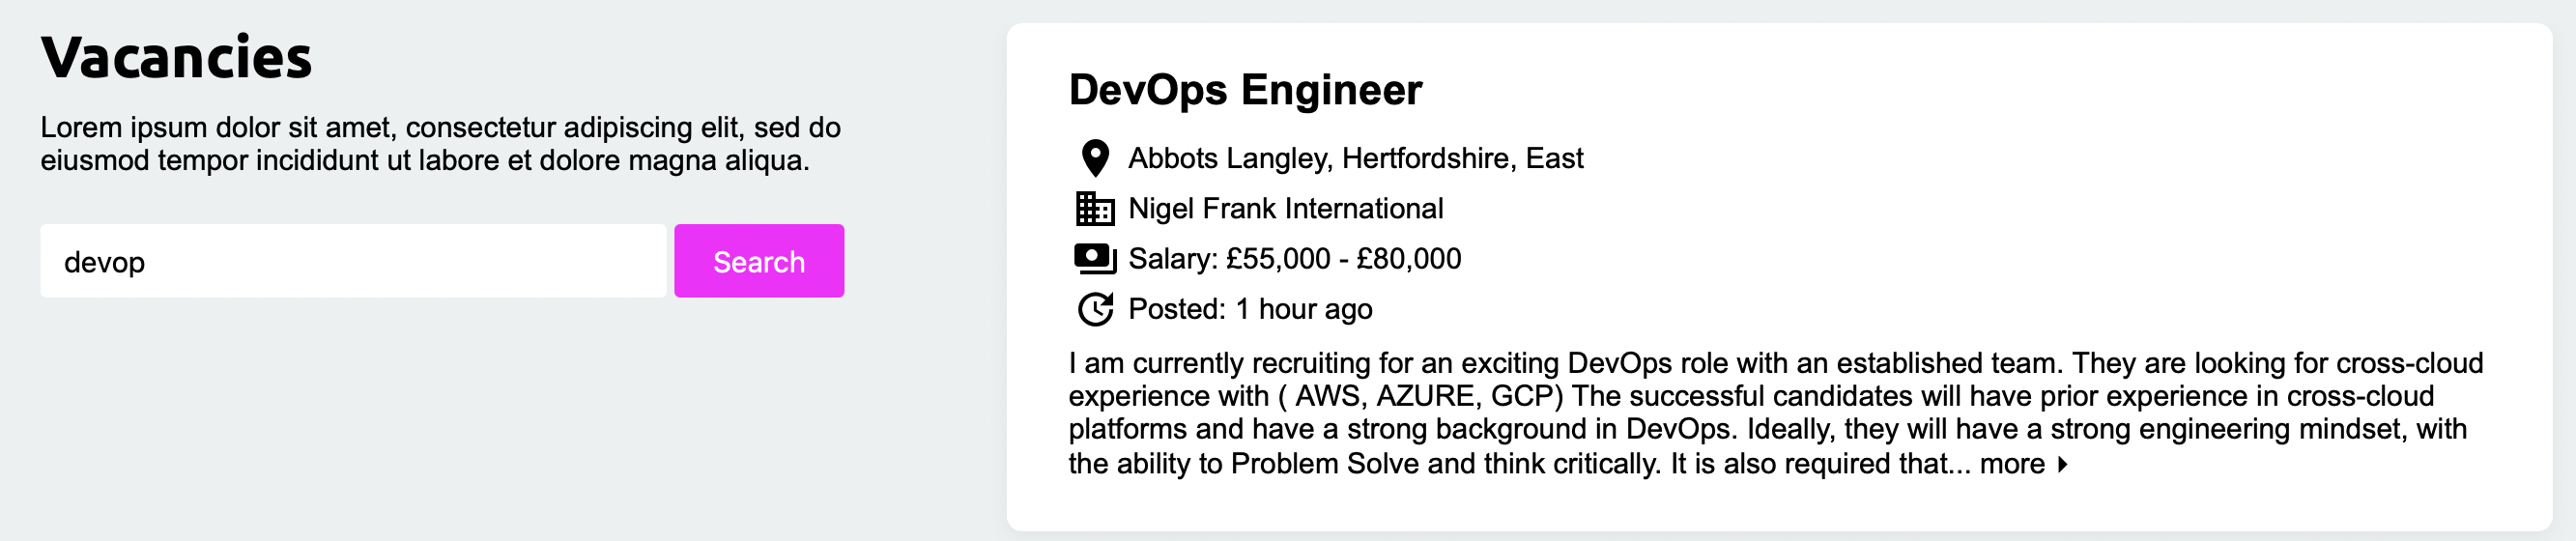 Vacancies
Lorem ipsum dolor sit amet, consectetur adipiscing elit, sed do
eiusmod tempor incididunt ut labore et dolore magna aliqua.
devop
Search
DevOps Engineer
Abbots Langley, Hertfordshire, East
Nigel Frank International
Salary: £55,000 - £80,000
Posted: 1 hour ago
I am currently recruiting for an exciting DevOps role with an established team. They are looking for cross-cloud
experience with ( AWS, AZURE, GCP) The successful candidates will have prior experience in cross-cloud
platforms and have a strong background in DevOps. Ideally, they will have a strong engineering mindset, with
the ability to Problem Solve and think critically. It is also required that... more